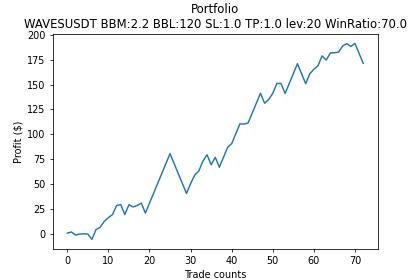 Portfolio
WAVESUSDT BBM:2.2 BBL:120 SL:1.0 TP:1.0 lev:20 WinRatio:70.0
200
175
150
125
100
75
50
25
0
Profit ($)
0 10 20 30 40 50 60 70
Trade counts